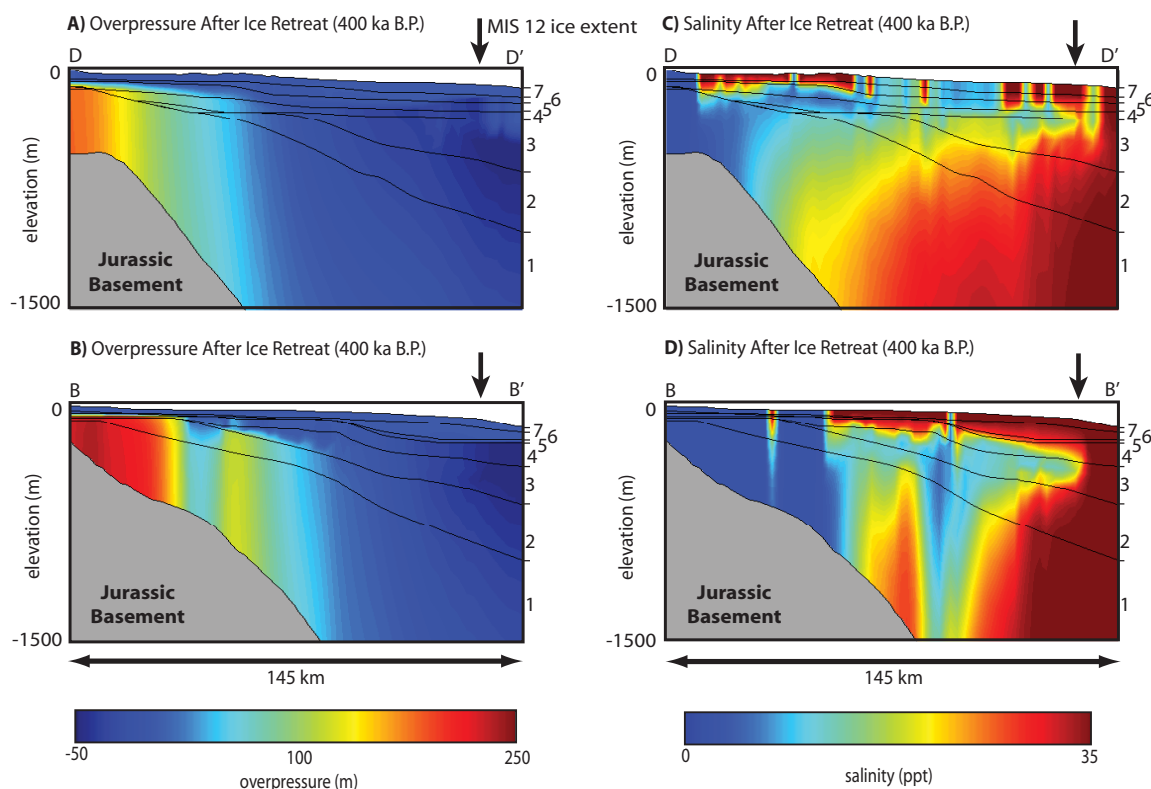 A) Overpressure After Ice Retreat (400 ka B.P.)
MIS 12 ice extent
D
D'
0
elevation (m)
-1500
Jurassic
Basement
7
6
5
4
3
2
1
C) Salinity After Ice Retreat (400 ka B.P.)
D
D'
0
elevation (m)
-1500
Jurassic
Basement
7
6
5
4
3
2
1
B) Overpressure After Ice Retreat (400 ka B.P.)
B
B'
0
elevation (m)
-1500
Jurassic
Basement
7
6
5
4
3
2
1
145 km
D) Salinity After Ice Retreat (400 ka B.P.)
B
B'
0
elevation (m)
-1500
Jurassic
Basement
7
6
5
4
3
2
1
145 km
-50
100
250
overpressure (m)
0
35
salinity (ppt)